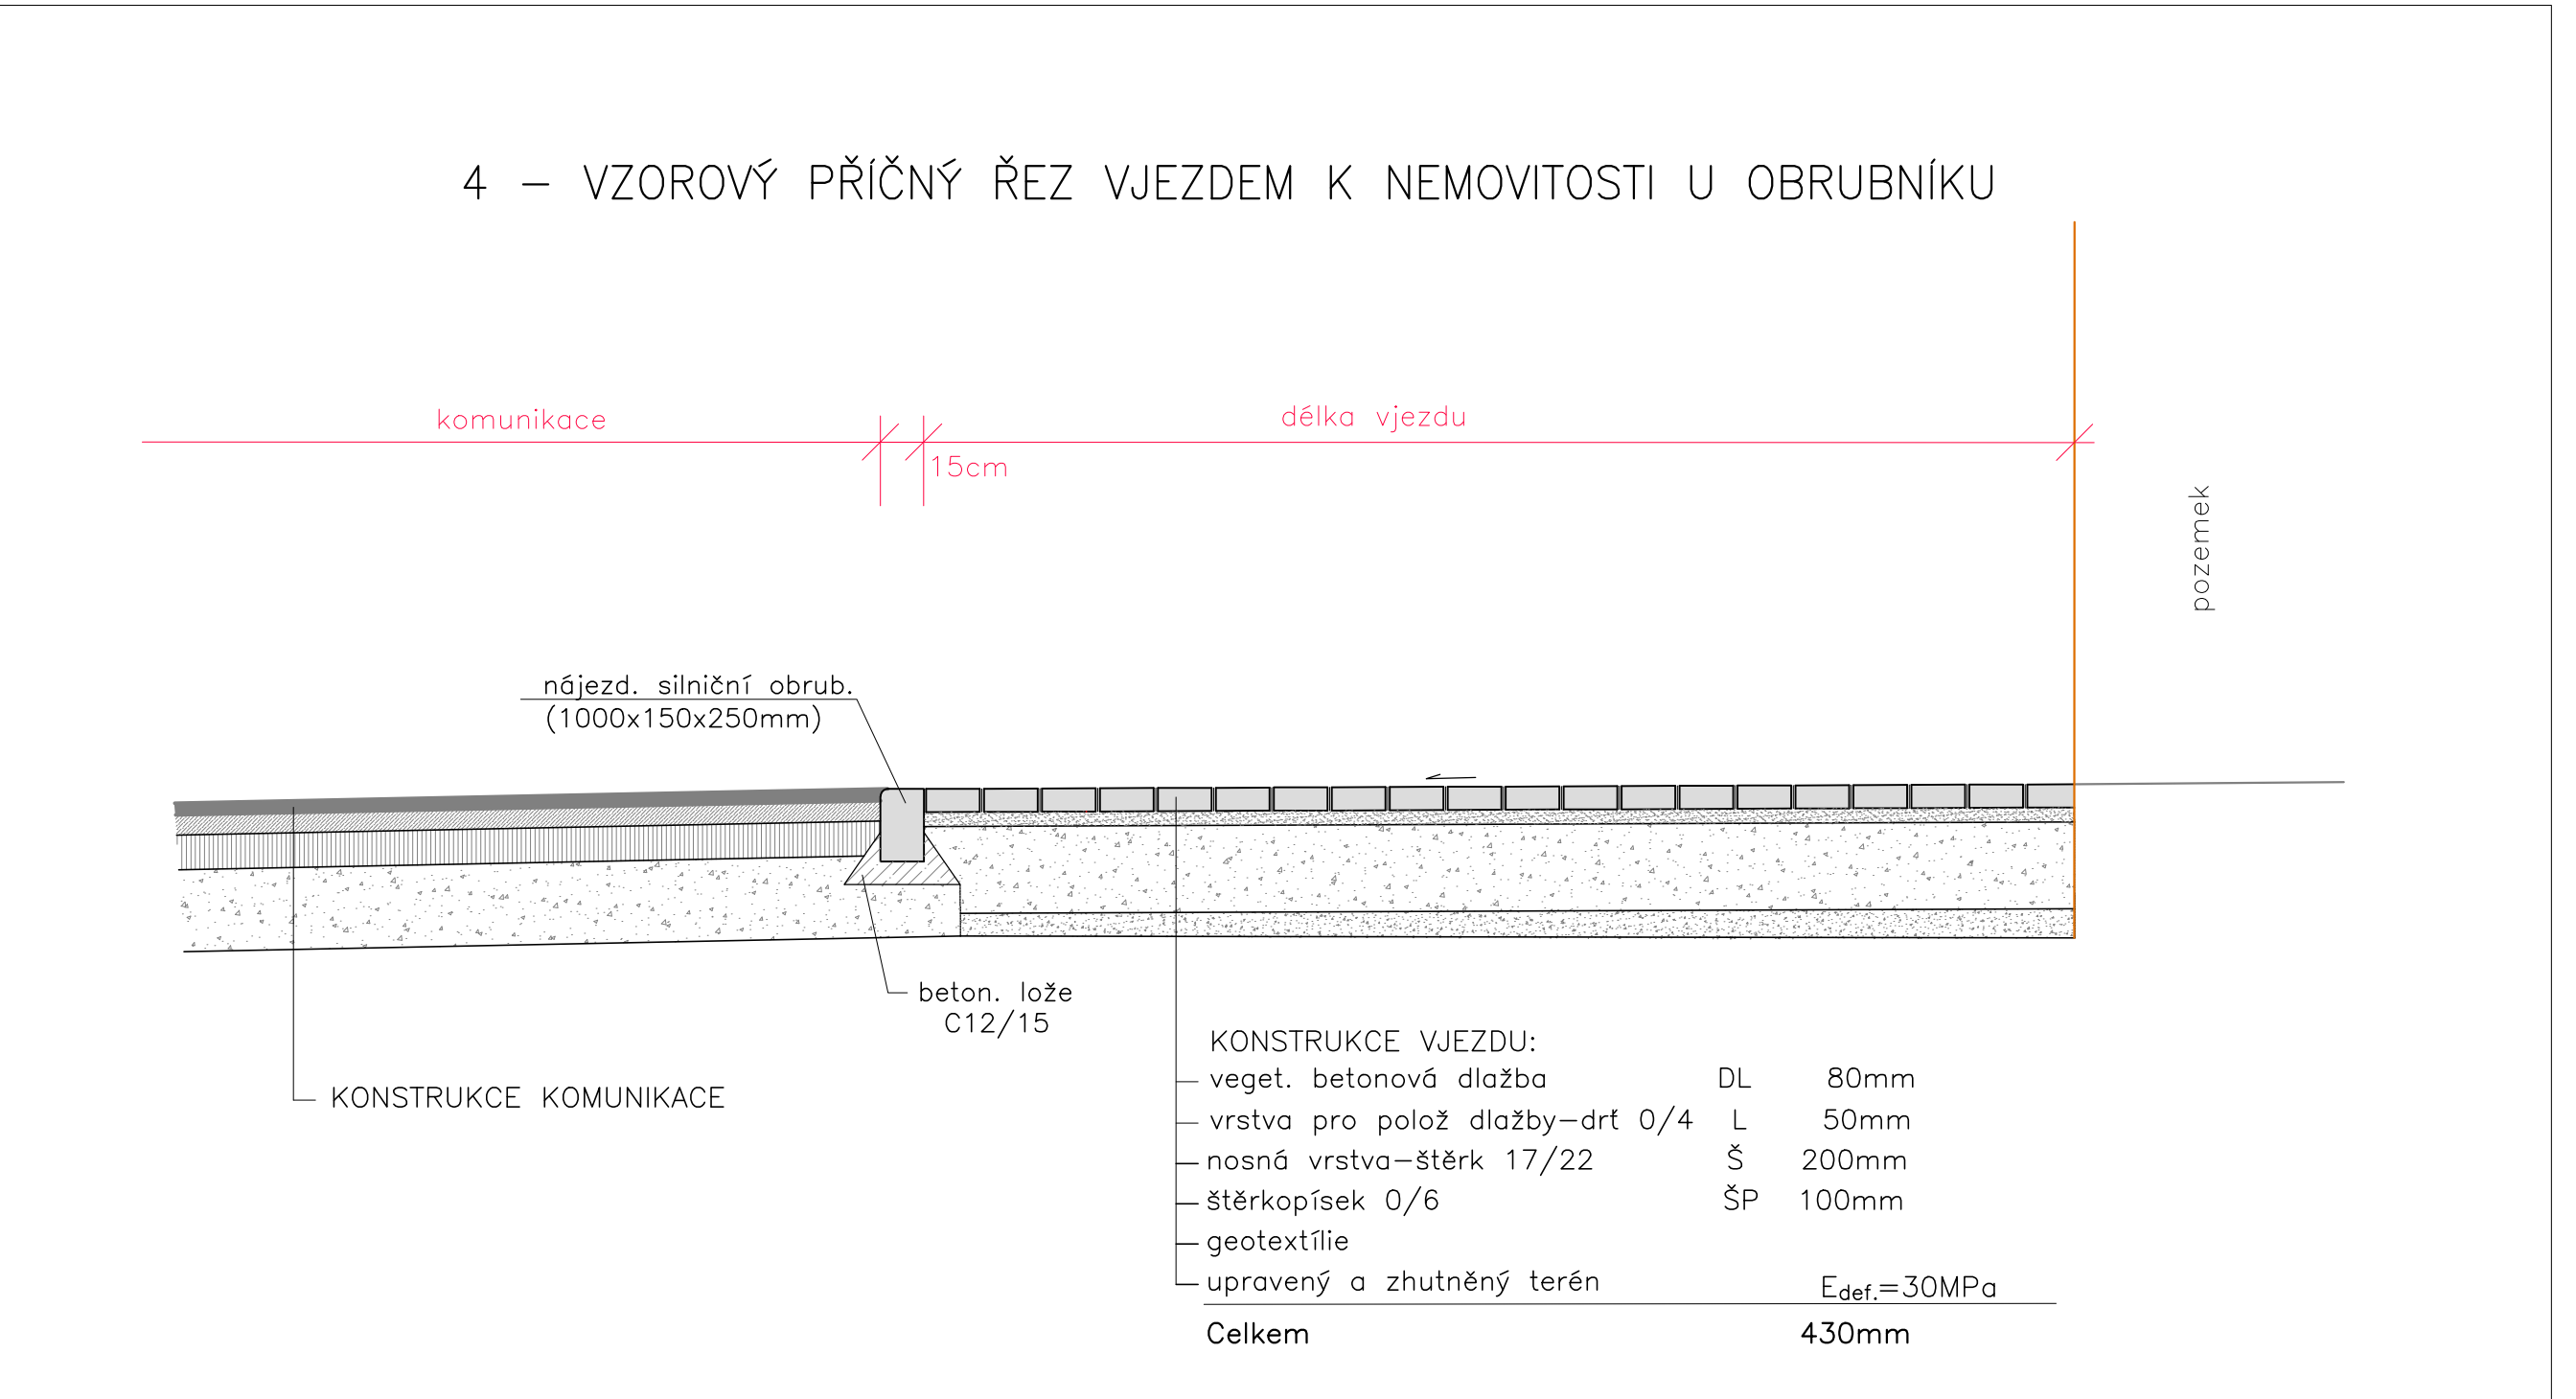 4 – VZOROVÝ PŘÍČNÝ ŘEZ VJEZDEM K NEMOVITOSTI U OBRUBNÍKU
komunikace
délka vjezdu
15cm
pozemek
nájezd. silniční obrub.
(1000x150x250mm)
beton. lože
C12/15
KONSTRUKCE KOMUNIKACE
KONSTRUKCE VJEZDU:
veget. betonová dlažba DL 80mm
vrstva pro polož dlažby–drť 0/4 L 50mm
nosná vrstva–štěrk 17/22 Š 200mm
štěrkopísek 0/6 ŠP 100mm
geotextílie
upravený a zhutněný terén Edef.=30MPa
Celkem 430mm